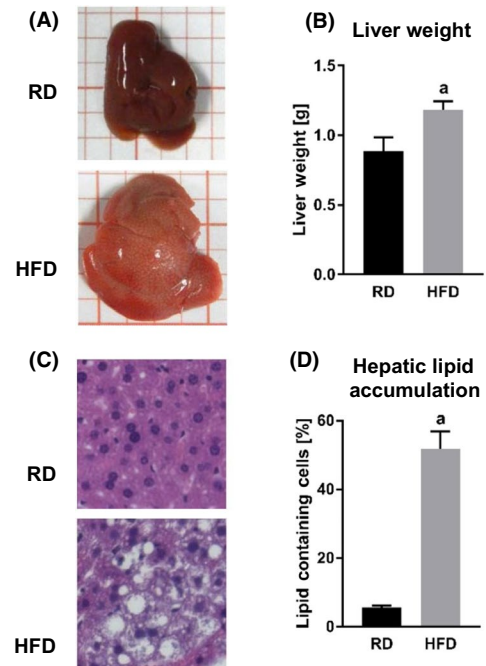 (A)
RD
HFD
(B)
Liver weight
Liver weight [g]
1.5
1.0
0.5
0.0
a
RD HFD
(C)
RD
HFD
(D)
Hepatic lipid
accumulation
Lipid containing cells [%]
60
40
20
0
a
RD HFD